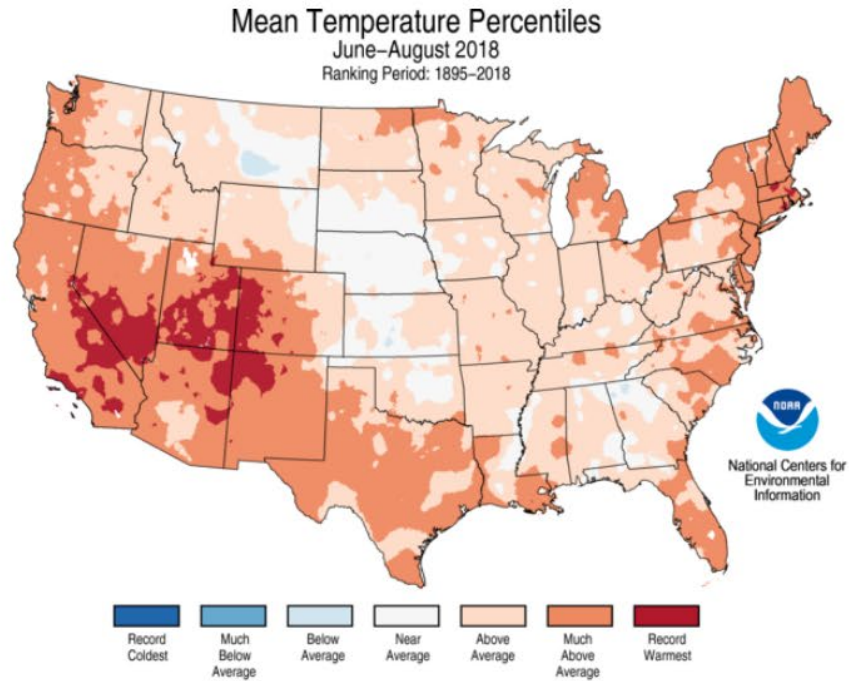 Mean Temperature Percentiles
June–August 2018
Ranking Period: 1895–2018
NOAA
National Centers for
Environmental
Information
Record
Coldest
Much
Below
Average
Below
Average
Near
Average
Above
Average
Much
Above
Average
Record
Warmest